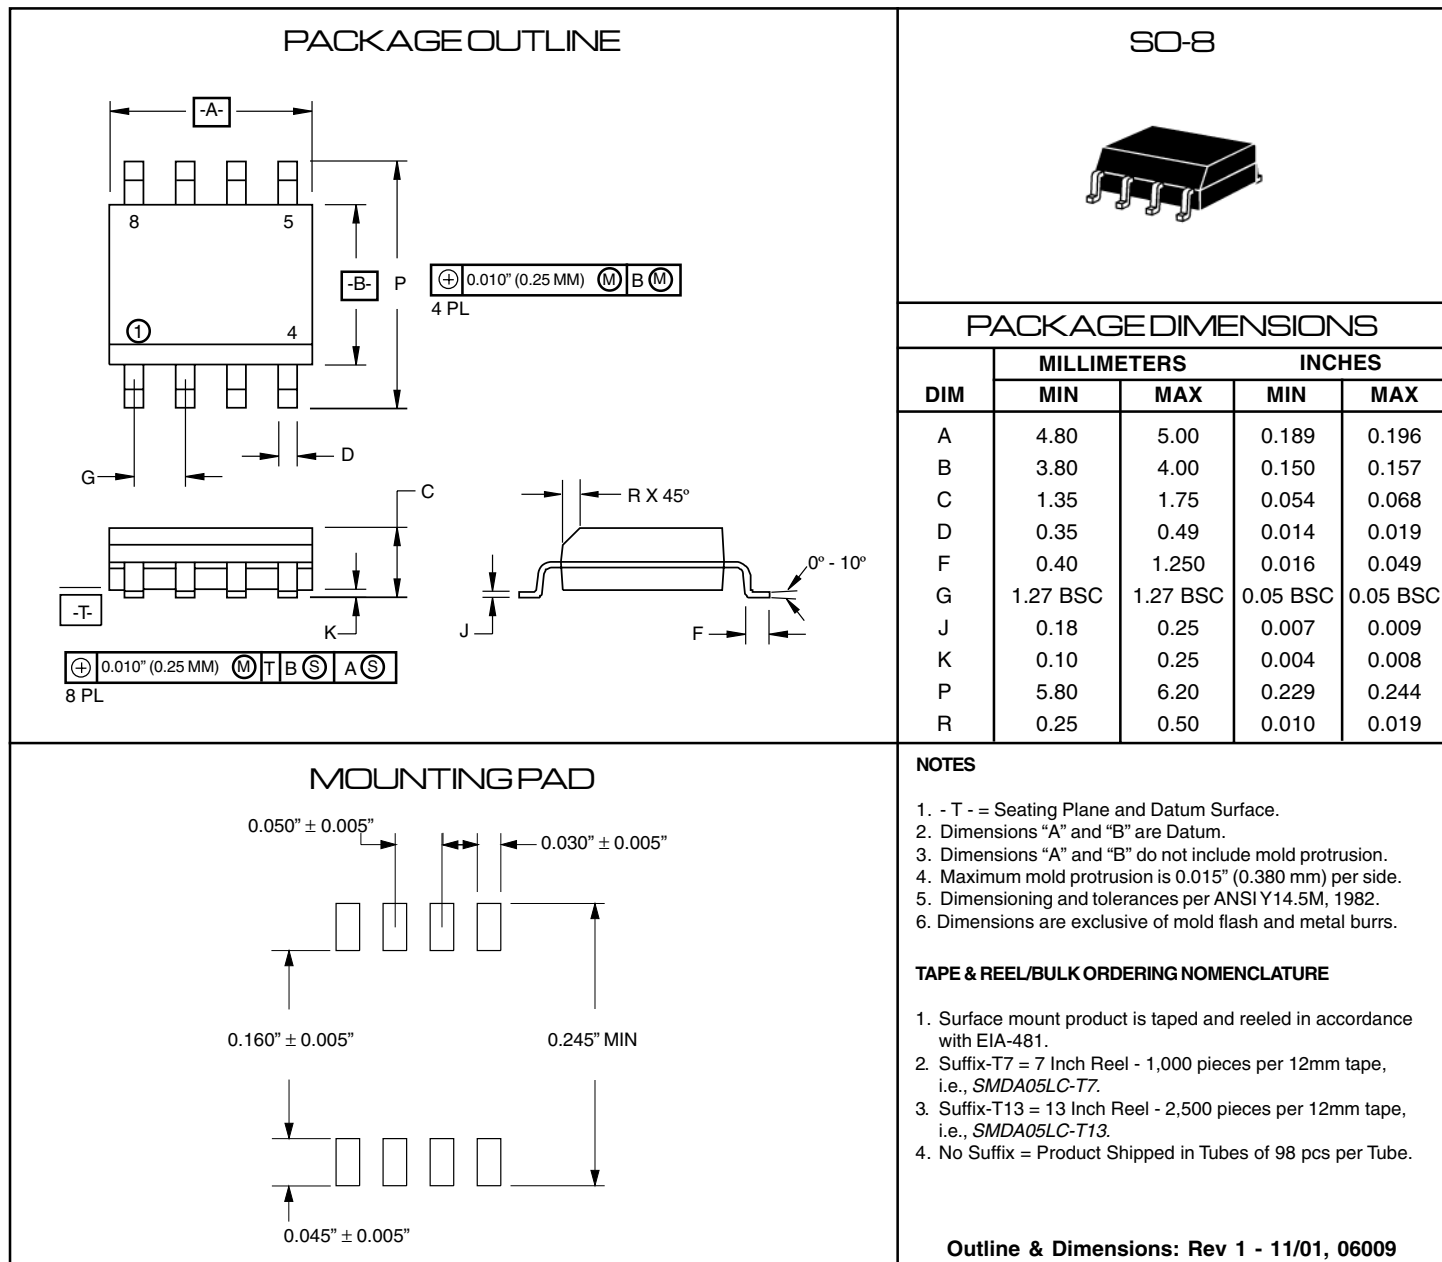 PACKAGE OUTLINE
-A-
8 5
-B- P
1 4
⌖ 0.010” (0.25 MM) Ⓜ B Ⓜ
4 PL
D
G
C
R X 45º
0º - 10º
-T-
K
J
F
⌖ 0.010” (0.25 MM) Ⓜ T B Ⓢ A Ⓢ
8 PL
SO-8
PACKAGE DIMENSIONS
MILLIMETERS INCHES
DIM MIN MAX MIN MAX
A 4.80 5.00 0.189 0.196
B 3.80 4.00 0.150 0.157
C 1.35 1.75 0.054 0.068
D 0.35 0.49 0.014 0.019
F 0.40 1.250 0.016 0.049
G 1.27 BSC 1.27 BSC 0.05 BSC 0.05 BSC
J 0.18 0.25 0.007 0.009
K 0.10 0.25 0.004 0.008
P 5.80 6.20 0.229 0.244
R 0.25 0.50 0.010 0.019
MOUNTING PAD
0.050” ± 0.005”
0.030” ± 0.005”
0.160” ± 0.005”
0.245” MIN
0.045” ± 0.005”
NOTES
1. - T - = Seating Plane and Datum Surface.
2. Dimensions “A” and “B” are Datum.
3. Dimensions “A” and “B” do not include mold protrusion.
4. Maximum mold protrusion is 0.015” (0.380 mm) per side.
5. Dimensioning and tolerances per ANSI Y14.5M, 1982.
6. Dimensions are exclusive of mold flash and metal burrs.
TAPE & REEL/BULK ORDERING NOMENCLATURE
1. Surface mount product is taped and reeled in accordance
with EIA-481.
2. Suffix-T7 = 7 Inch Reel - 1,000 pieces per 12mm tape,
i.e., SMDA05LC-T7.
3. Suffix-T13 = 13 Inch Reel - 2,500 pieces per 12mm tape,
i.e., SMDA05LC-T13.
4. No Suffix = Product Shipped in Tubes of 98 pcs per Tube.
Outline & Dimensions: Rev 1 - 11/01, 06009